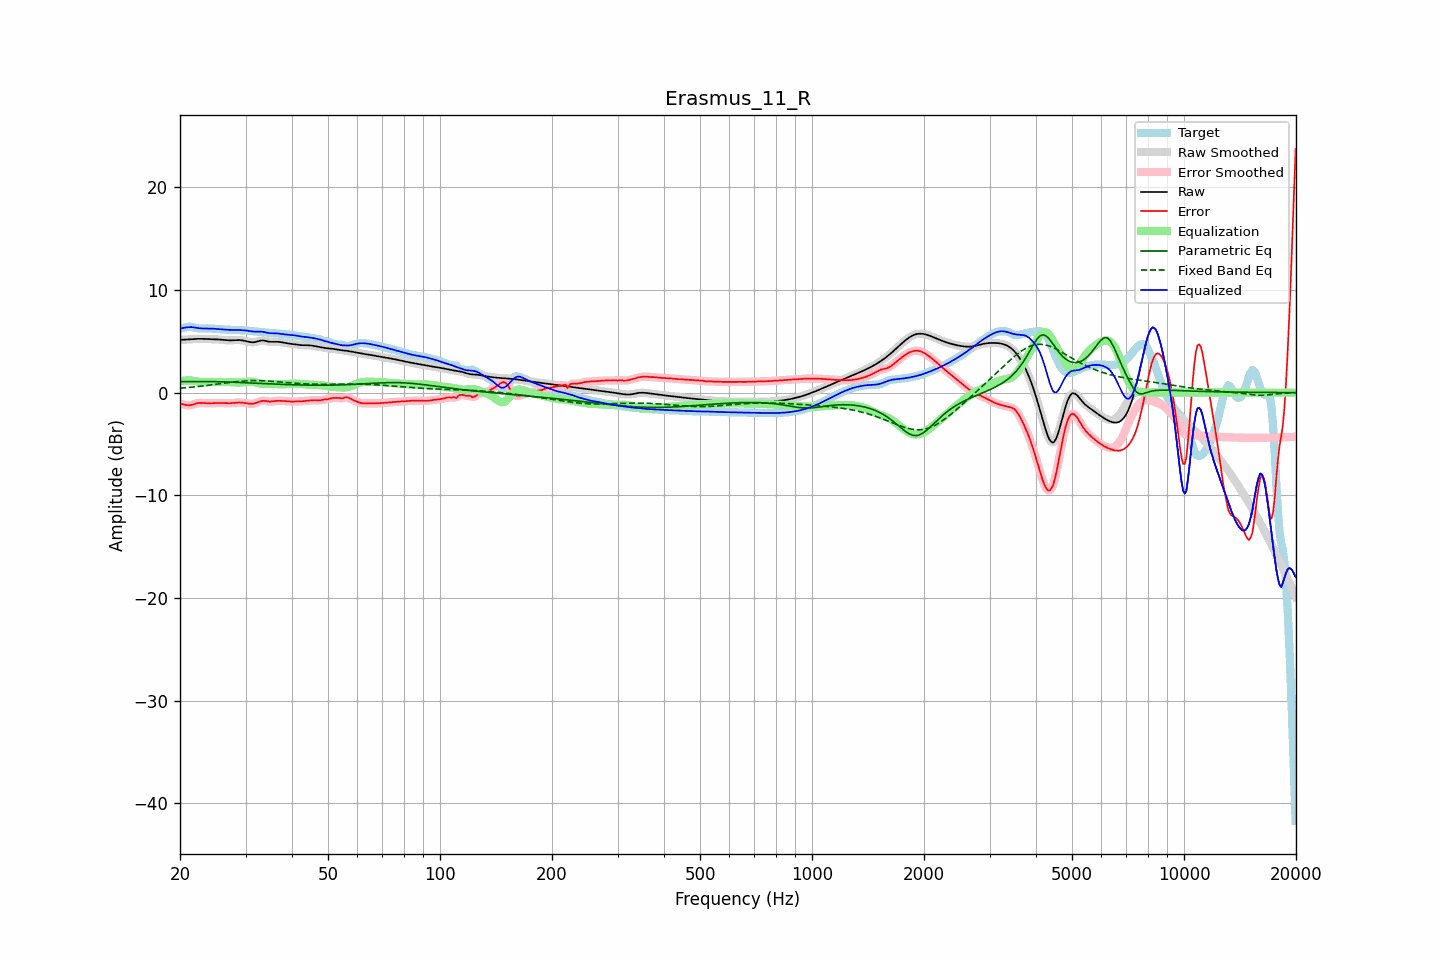 Erasmus_11_R
Target
Raw Smoothed
Error Smoothed
Raw
Error
Equalization
Parametric Eq
Fixed Band Eq
Equalized
20
10
0
−10
−20
−30
−40
Amplitude (dBr)
20 50 100 200 500 1000 2000 5000 10000 20000
Frequency (Hz)